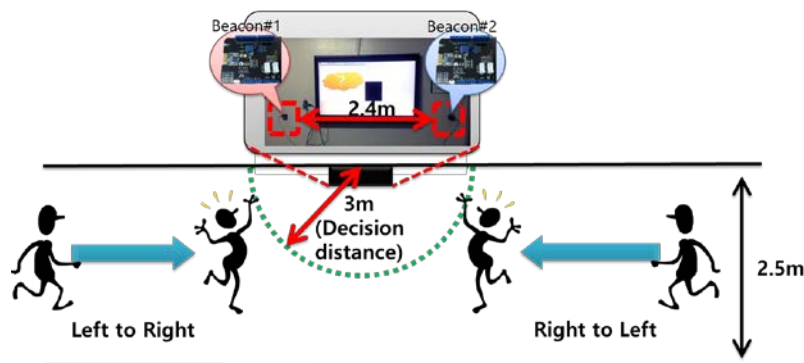 Beacon#1
Beacon#2
2.4m
3m
(Decision
distance)
2.5m
Left to Right
Right to Left